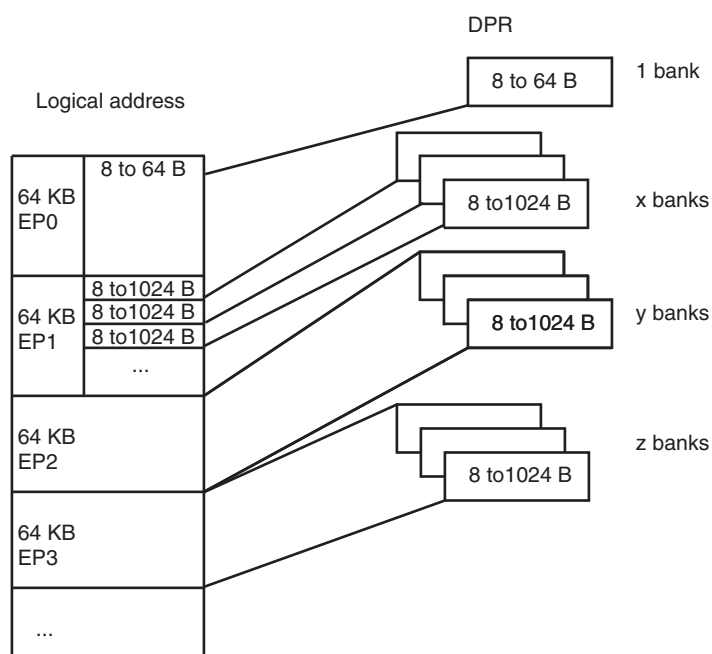 DPR
8 to 64 B
1 bank
Logical address
8 to 64 B
64 KB
EP0
8 to1024 B
x banks
8 to1024 B
8 to1024 B
8 to1024 B
...
64 KB
EP1
8 to1024 B
y banks
64 KB
EP2
8 to1024 B
z banks
64 KB
EP3
...